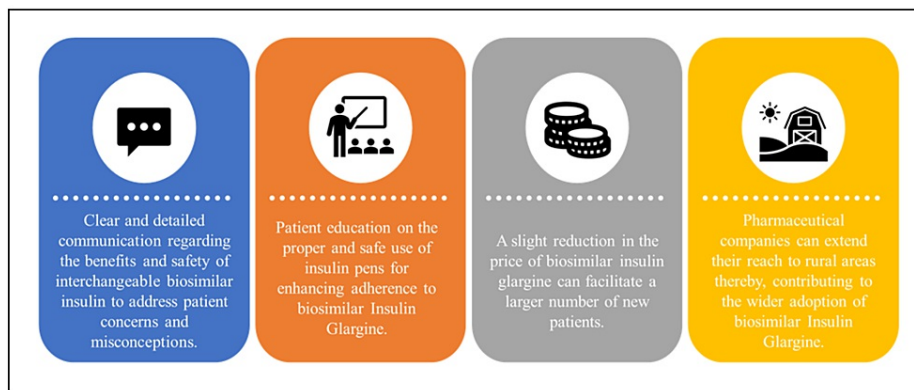 Clear and detailed
communication regarding
the benefits and safety of
interchangeable biosimilar
insulin to address patient
concerns and
misconceptions.
Patient education on the
proper and safe use of
insulin pens for
enhancing adherence to
biosimilar Insulin
Glargine.
A slight reduction in the
price of biosimilar insulin
glargine can facilitate a
larger number of new
patients.
Pharmaceutical
companies can extend
their reach to rural areas
thereby, contributing to
the wider adoption of
biosimilar Insulin
Glargine.